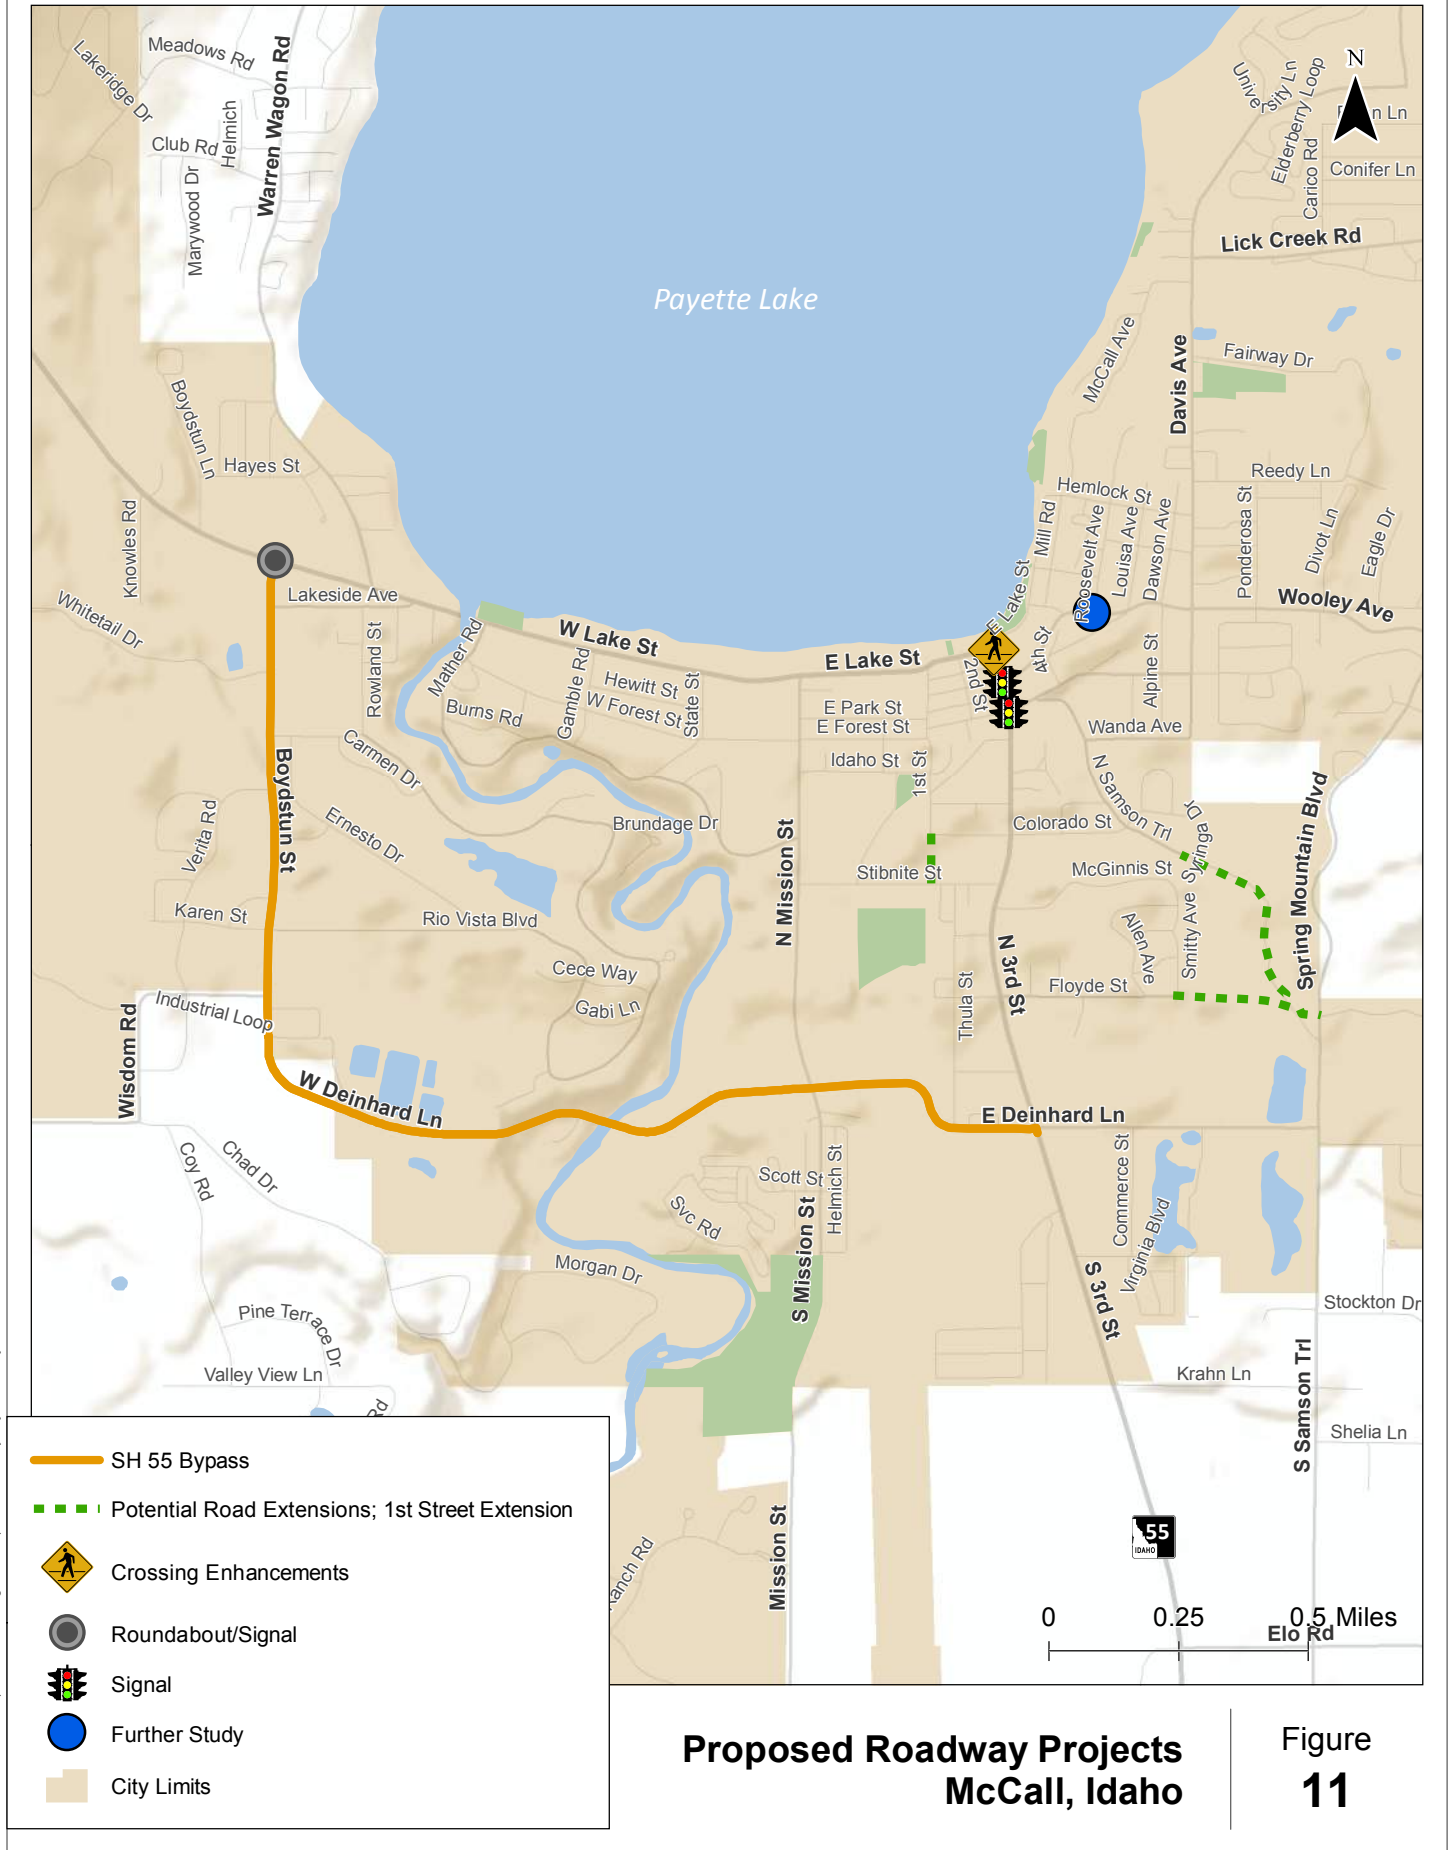 Meadows Rd
Lakeridge Dr
Warren Wagon Rd
Helmich
Club Rd
Marywood Dr
University Ln
Elderberry Loop
N
n Ln
Carico Rd
Conifer Ln
Lick Creek Rd
Payette Lake
McCall Ave
Davis Ave
Fairway Dr
Boydstun Ln
Hayes St
Reedy Ln
Hemlock St
Ponderosa St
Knowles Rd
Mill Rd
Roosevelt Ave
Louisa Ave
Dawson Ave
Divot Ln
Eagle Dr
Whitetail Dr
Lakeside Ave
E Lake St
Wooley Ave
Rowland St
Mather Rd
W Lake St
E Lake St
4th St
2nd St
Alpine St
Gamble Rd
Hewitt St
W Forest St
State St
Burns Rd
E Park St
E Forest St
Wanda Ave
Carmen Dr
Boydstun St
Idaho St
1st St
N Samson Trl
Spring Mountain Blvd
Verita Rd
Ernesto Dr
Brundage Dr
N Mission St
Colorado St
Syringa Dr
Stibnite St
McGinnis St
Karen St
Rio Vista Blvd
Allen Ave
Smitty Ave
Cece Way
N 3rd St
Gabi Ln
Thula St
Floyde St
Industrial Loop
Wisdom Rd
W Deinhard Ln
E Deinhard Ln
Coy Rd
Chad Dr
Scott St
Helmich St
Commerce St
Svc Rd
S Mission St
Virginia Blvd
Morgan Dr
S 3rd St
Pine Terrace Dr
Stockton Dr
Valley View Ln
Krahn Ln
Rd
S Samson Trl
Shelia Ln
Mission St
Ranch Rd
55
IDAHO
0 0.25 0.5 Miles
Elo Rd
SH 55 Bypass
Potential Road Extensions; 1st Street Extension
Crossing Enhancements
Roundabout/Signal
Signal
Further Study
City Limits
Proposed Roadway Projects
McCall, Idaho
Figure
11